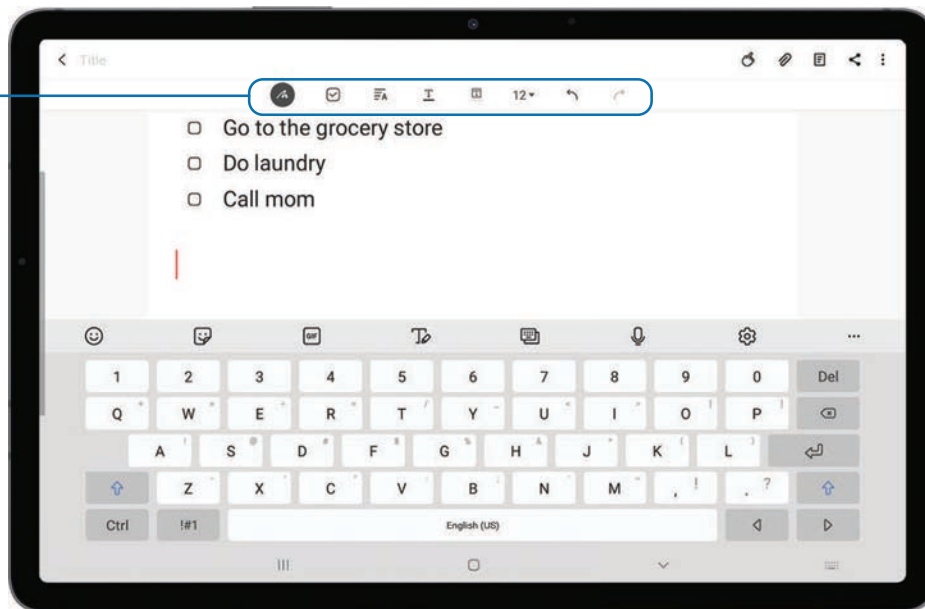 Title
12
Go to the grocery store
Do laundry
Call mom
GIF
1 2 3 4 5 6 7 8 9 0 Del
Q W E R T Y U I O P
A S D F G H J K L
Z X C V B N M , ! . ?
Ctrl !#1 English (US)